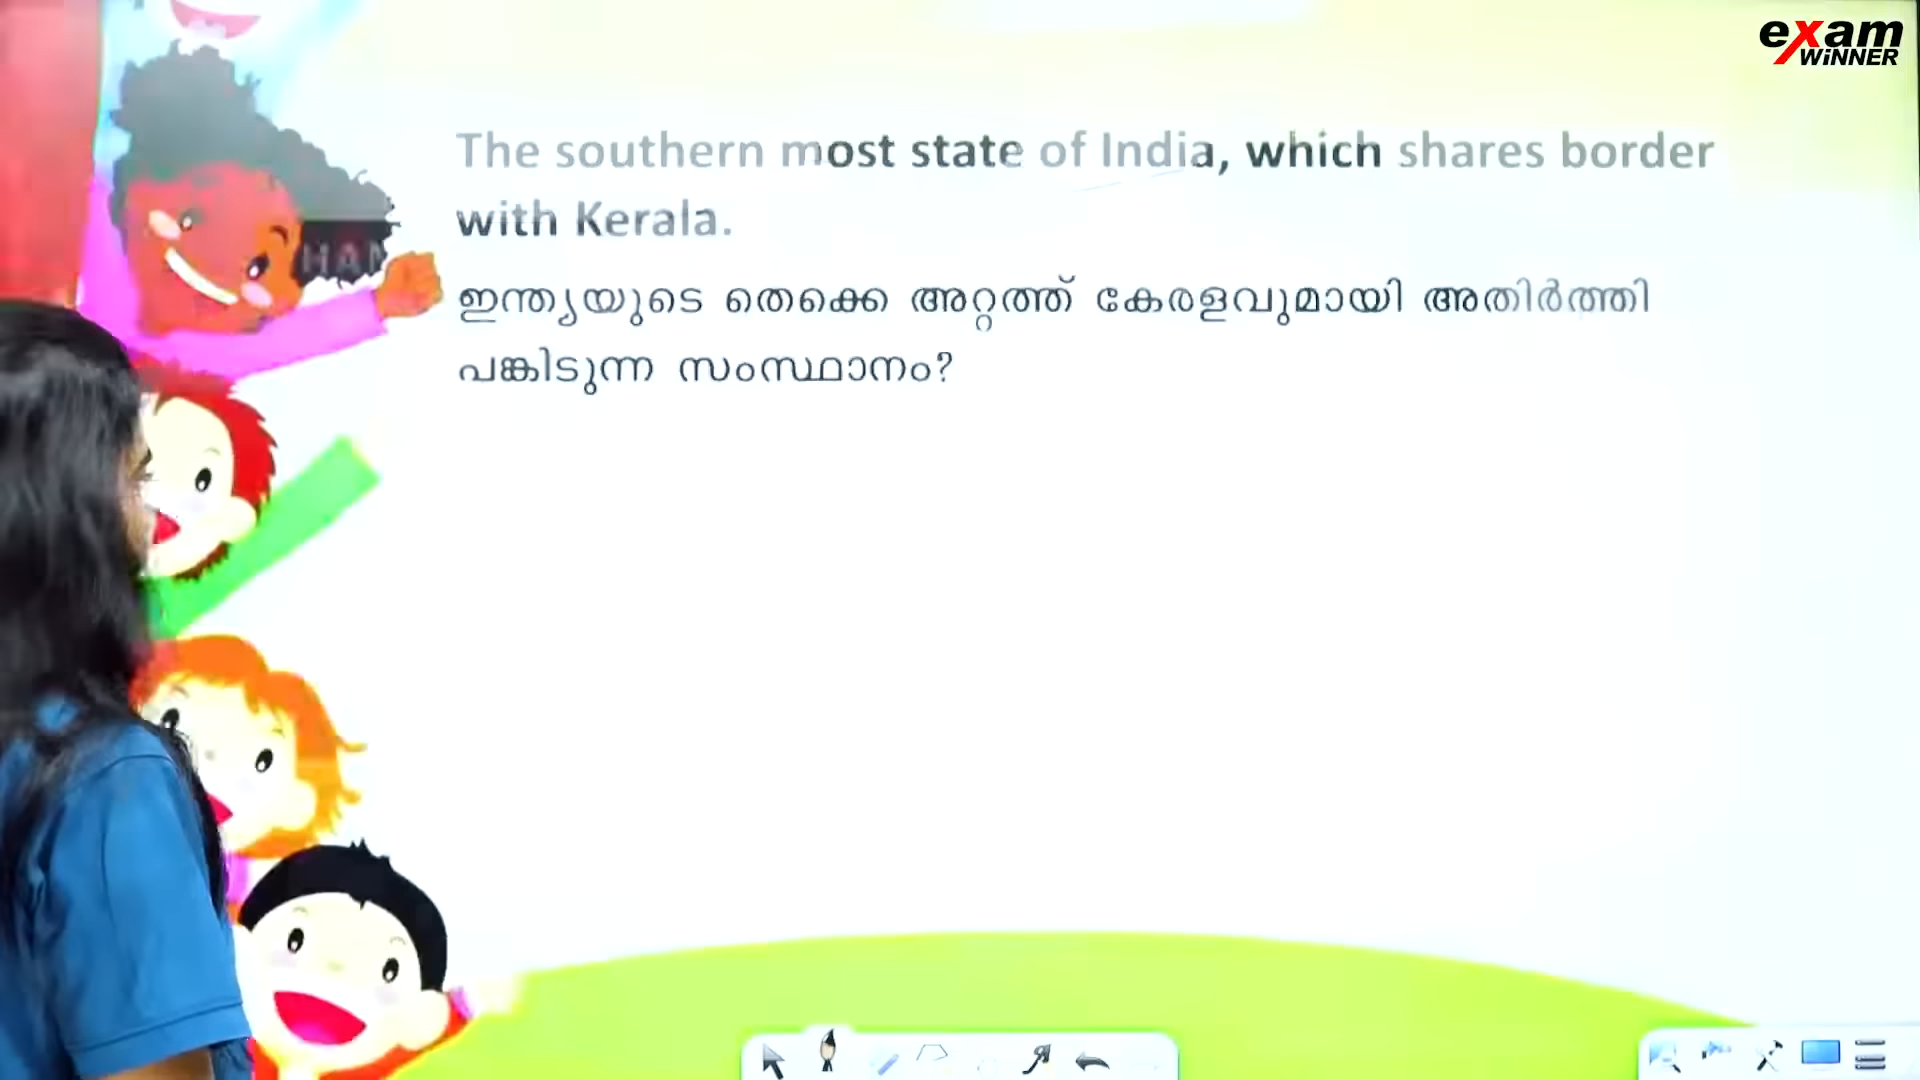 exam
WiNNER
The southern most state of India, which shares border
with Kerala.
ഇന്ത്യയുടെ തെക്കെ അറ്റത്ത് കേരളവുമായി അതിർത്തി
പങ്കിടുന്ന സംസ്ഥാനം?